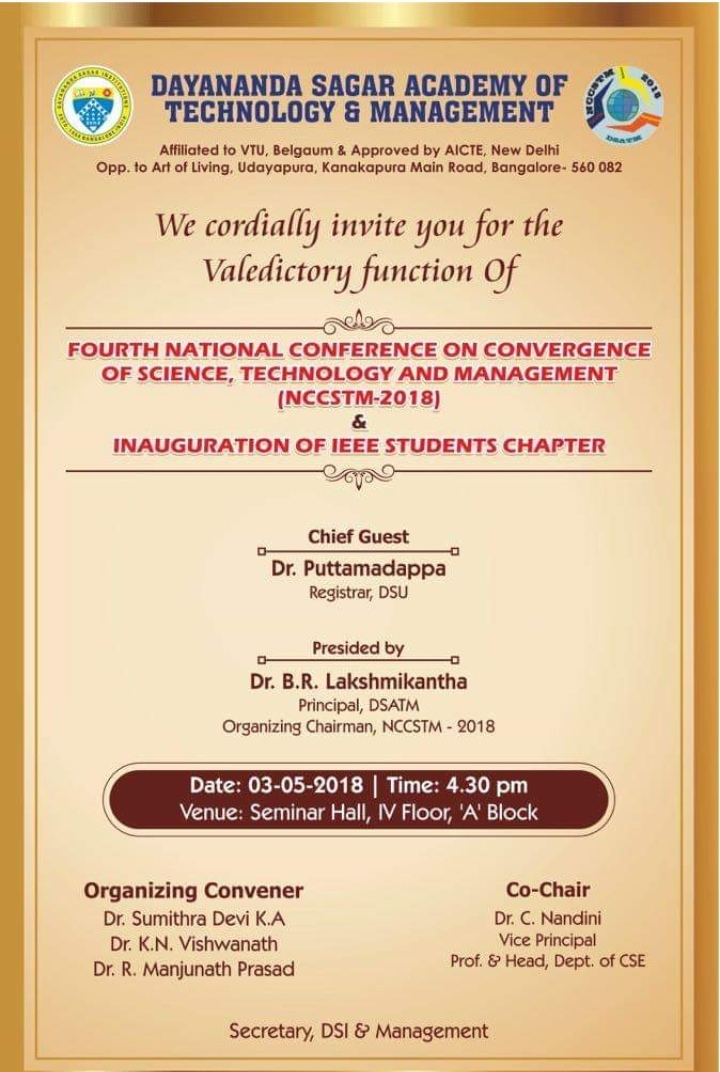 DAYANANDA SAGAR ACADEMY OF
TECHNOLOGY & MANAGEMENT
NCCSTM 2018
DSATM
Affiliated to VTU, Belgaum & Approved by AICTE, New Delhi
Opp. to Art of Living, Udayapura, Kanakapura Main Road, Bangalore- 560 082
We cordially invite you for the
Valedictory function Of
FOURTH NATIONAL CONFERENCE ON CONVERGENCE
OF SCIENCE, TECHNOLOGY AND MANAGEMENT
(NCCSTM-2018)
&
INAUGURATION OF IEEE STUDENTS CHAPTER
Chief Guest
Dr. Puttamadappa
Registrar, DSU
Presided by
Dr. B.R. Lakshmikantha
Principal, DSATM
Organizing Chairman, NCCSTM - 2018
Date: 03-05-2018 | Time: 4.30 pm
Venue: Seminar Hall, IV Floor, 'A' Block
Organizing Convener
Dr. Sumithra Devi K.A
Dr. K.N. Vishwanath
Dr. R. Manjunath Prasad
Co-Chair
Dr. C. Nandini
Vice Principal
Prof. & Head, Dept. of CSE
Secretary, DSI & Management